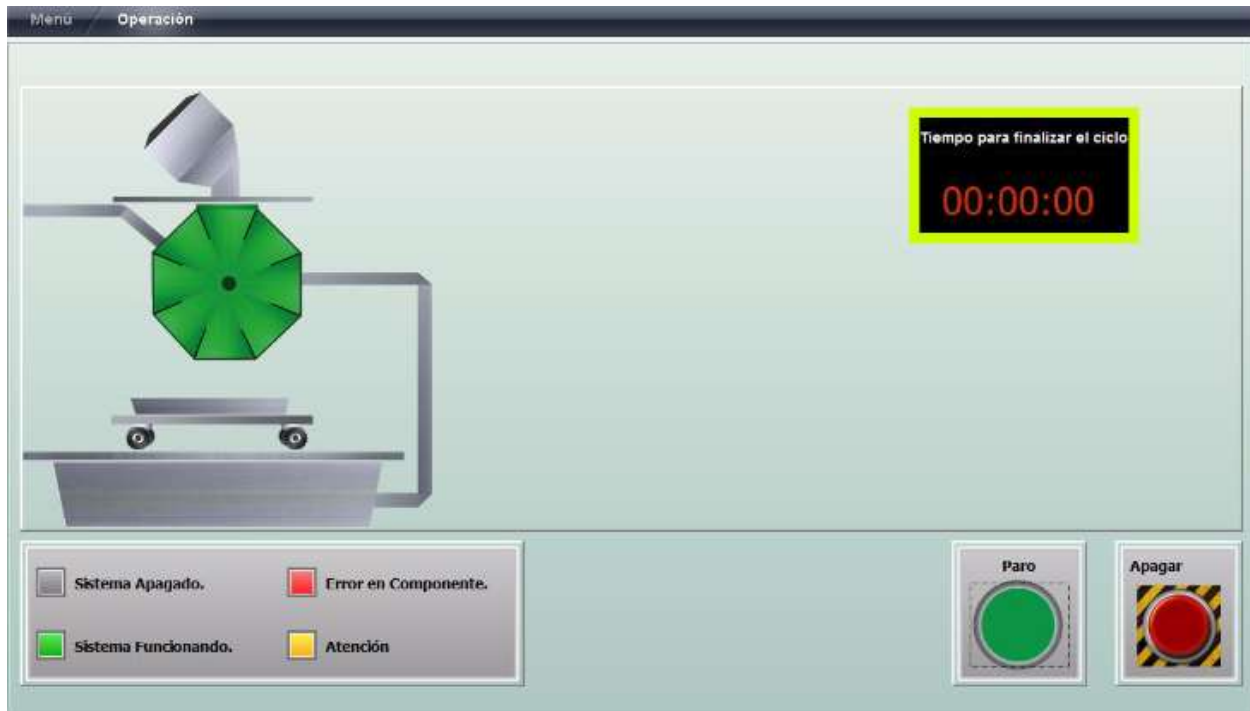 Menú
Operación
Tiempo para finalizar el ciclo
00:00:00
Sistema Apagado.
Error en Componente.
Sistema Funcionando.
Atención
Paro
Apagar